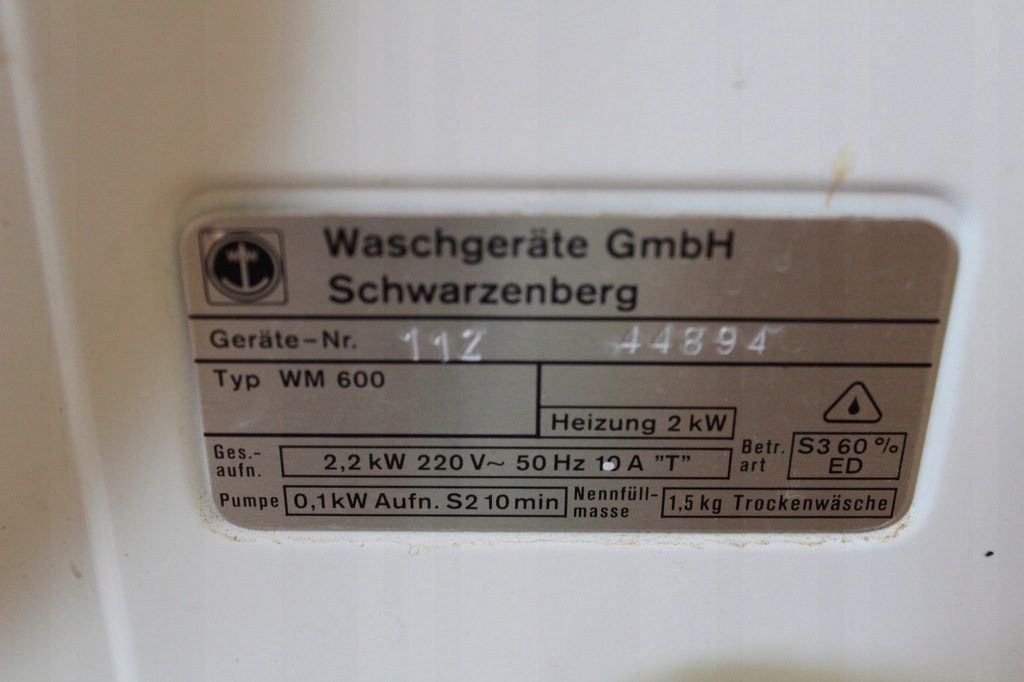 WW
Waschgeräte GmbH
Schwarzenberg
Geräte-Nr. 112 44894
Typ WM 600
Heizung 2 kW
Ges.-
aufn.
2,2 kW 220 V~ 50 Hz 10 A "T"
Betr.
art
S3 60 %
ED
Pumpe 0,1 kW Aufn. S2 10 min
Nennfüll-
masse
1,5 kg Trockenwäsche